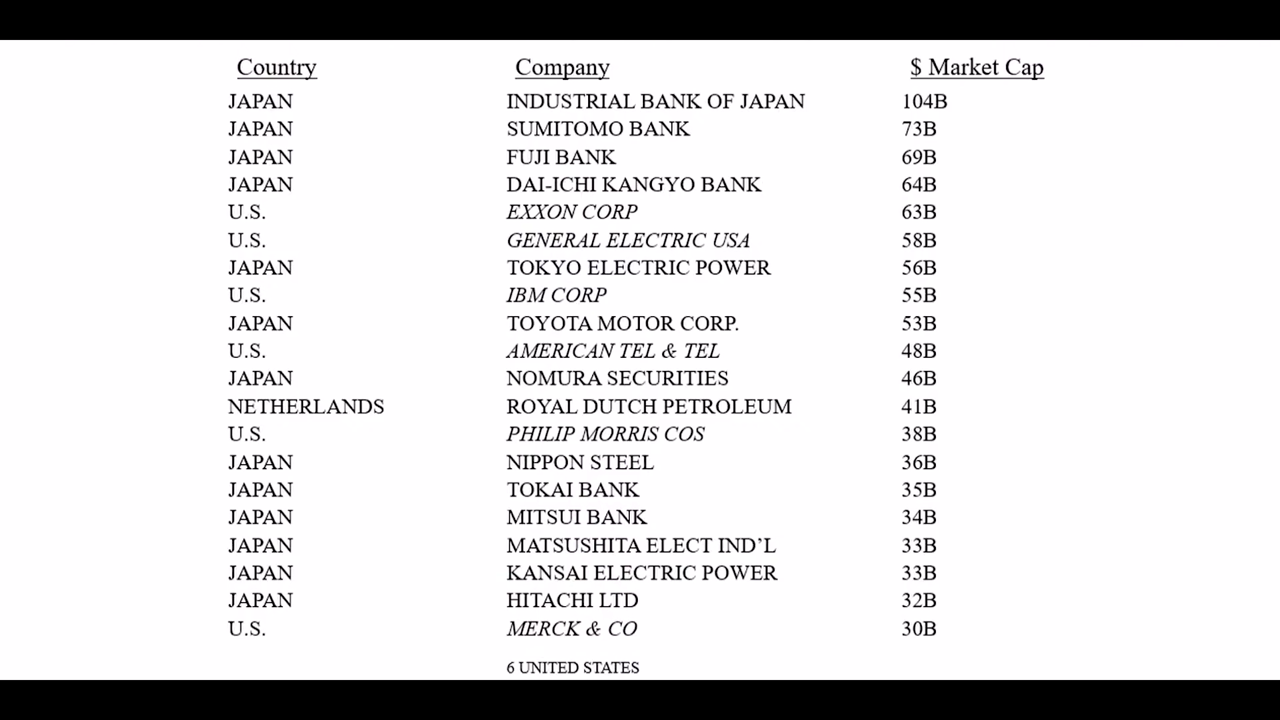 Country Company $ Market Cap
JAPAN INDUSTRIAL BANK OF JAPAN 104B
JAPAN SUMITOMO BANK 73B
JAPAN FUJI BANK 69B
JAPAN DAI-ICHI KANGYO BANK 64B
U.S. EXXON CORP 63B
U.S. GENERAL ELECTRIC USA 58B
JAPAN TOKYO ELECTRIC POWER 56B
U.S. IBM CORP 55B
JAPAN TOYOTA MOTOR CORP. 53B
U.S. AMERICAN TEL & TEL 48B
JAPAN NOMURA SECURITIES 46B
NETHERLANDS ROYAL DUTCH PETROLEUM 41B
U.S. PHILIP MORRIS COS 38B
JAPAN NIPPON STEEL 36B
JAPAN TOKAI BANK 35B
JAPAN MITSUI BANK 34B
JAPAN MATSUSHITA ELECT IND’L 33B
JAPAN KANSAI ELECTRIC POWER 33B
JAPAN HITACHI LTD 32B
U.S. MERCK & CO 30B
6 UNITED STATES